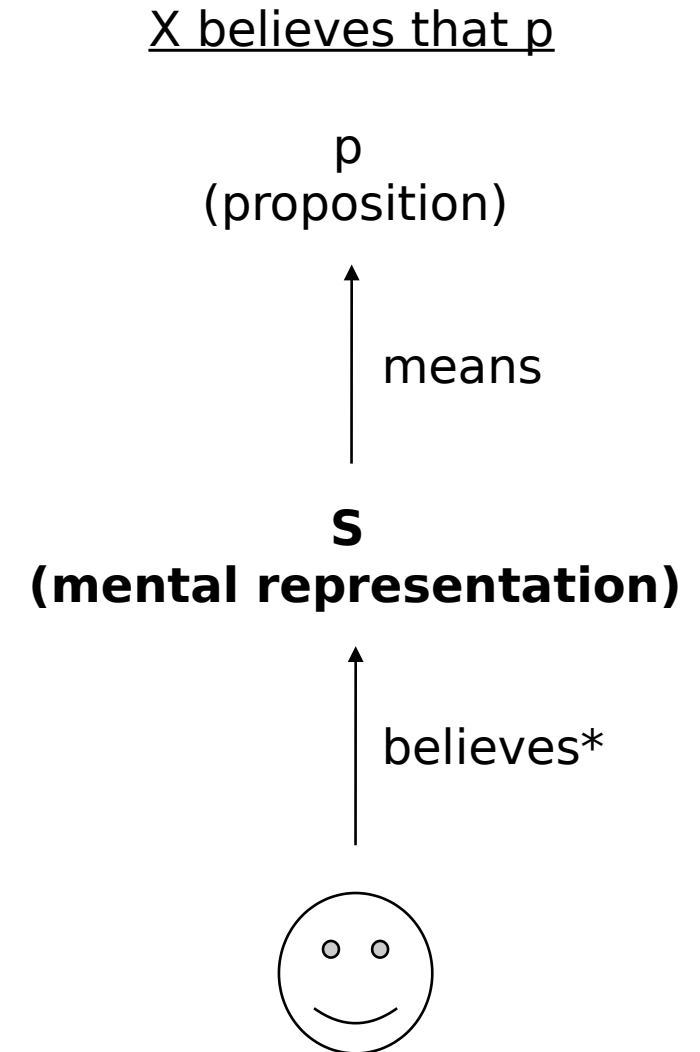 X believes that p
p
(proposition)
means
S
(mental representation)
believes*